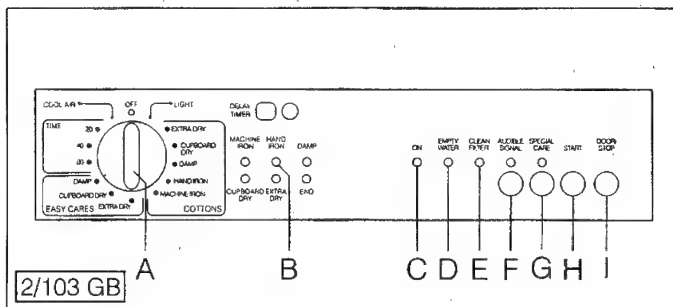 COOL AIR
OFF
LIGHT
TIME
20
40
60
DAMP
CUPBOARD DRY
EXTRA DRY
EASY CARES
EXTRA DRY
CUPBOARD
DRY
DAMP
HAND IRON
MACHINE IRON
COTTONS
DELAY
TIMER
MACHINE
IRON
HAND
IRON
DAMP
CUPBOARD
DRY
EXTRA
DRY
END
ON
EMPTY
WATER
CLEAN
FILTER
AUDIBLE
SIGNAL
SPECIAL
CARE
START
DOOR/
STOP
A
B
C
D
E
F
G
H
I
2/103 GB